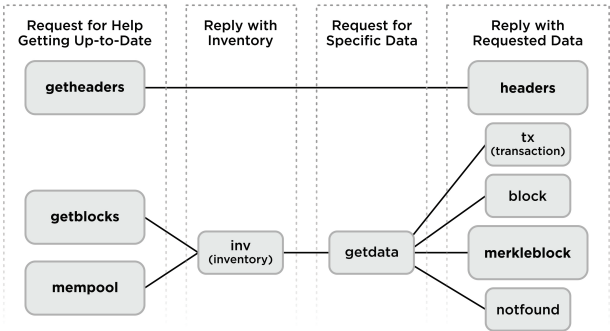 Request for Help
Getting Up-to-Date
Reply with
Inventory
Request for
Specific Data
Reply with
Requested Data
getheaders
headers
tx
(transaction)
getblocks
block
inv
(inventory)
getdata
merkleblock
mempool
notfound